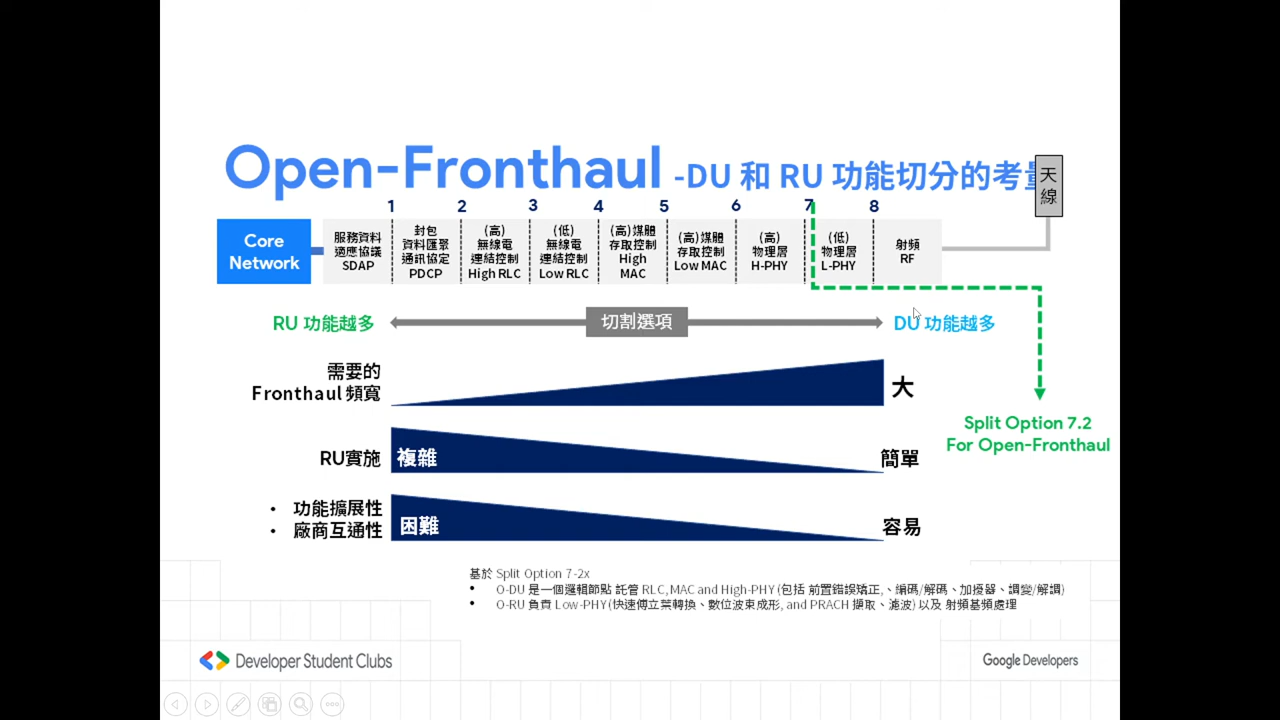 Open-Fronthaul -DU 和 RU 功能切分的考量
天
線
1 2 3 4 5 6 7 8
Core
Network
服務資料
適應協議
SDAP
封包
資料匯聚
通訊協定
PDCP
(高)
無線電
連結控制
High RLC
(低)
無線電
連結控制
Low RLC
(高)媒體
存取控制
High
MAC
(高)媒體
存取控制
Low MAC
(高)
物理層
H-PHY
(低)
物理層
L-PHY
射頻
RF
RU 功能越多
切割選項
DU 功能越多
需要的
Fronthaul 頻寬
大
Split Option 7.2
For Open-Fronthaul
RU實施
複雜
簡單
• 功能擴展性
• 廠商互通性
困難
容易
基於 Split Option 7-2x
• O-DU 是一個邏輯節點 託管 RLC, MAC and High-PHY (包括 前置錯誤矯正,、編碼/解碼、加擾器、調變/解調)
• O-RU 負責 Low-PHY (快速傅立葉轉換、數位波束成形, and PRACH 擷取、濾波) 以及 射頻基頻處理
Developer Student Clubs
Google Developers